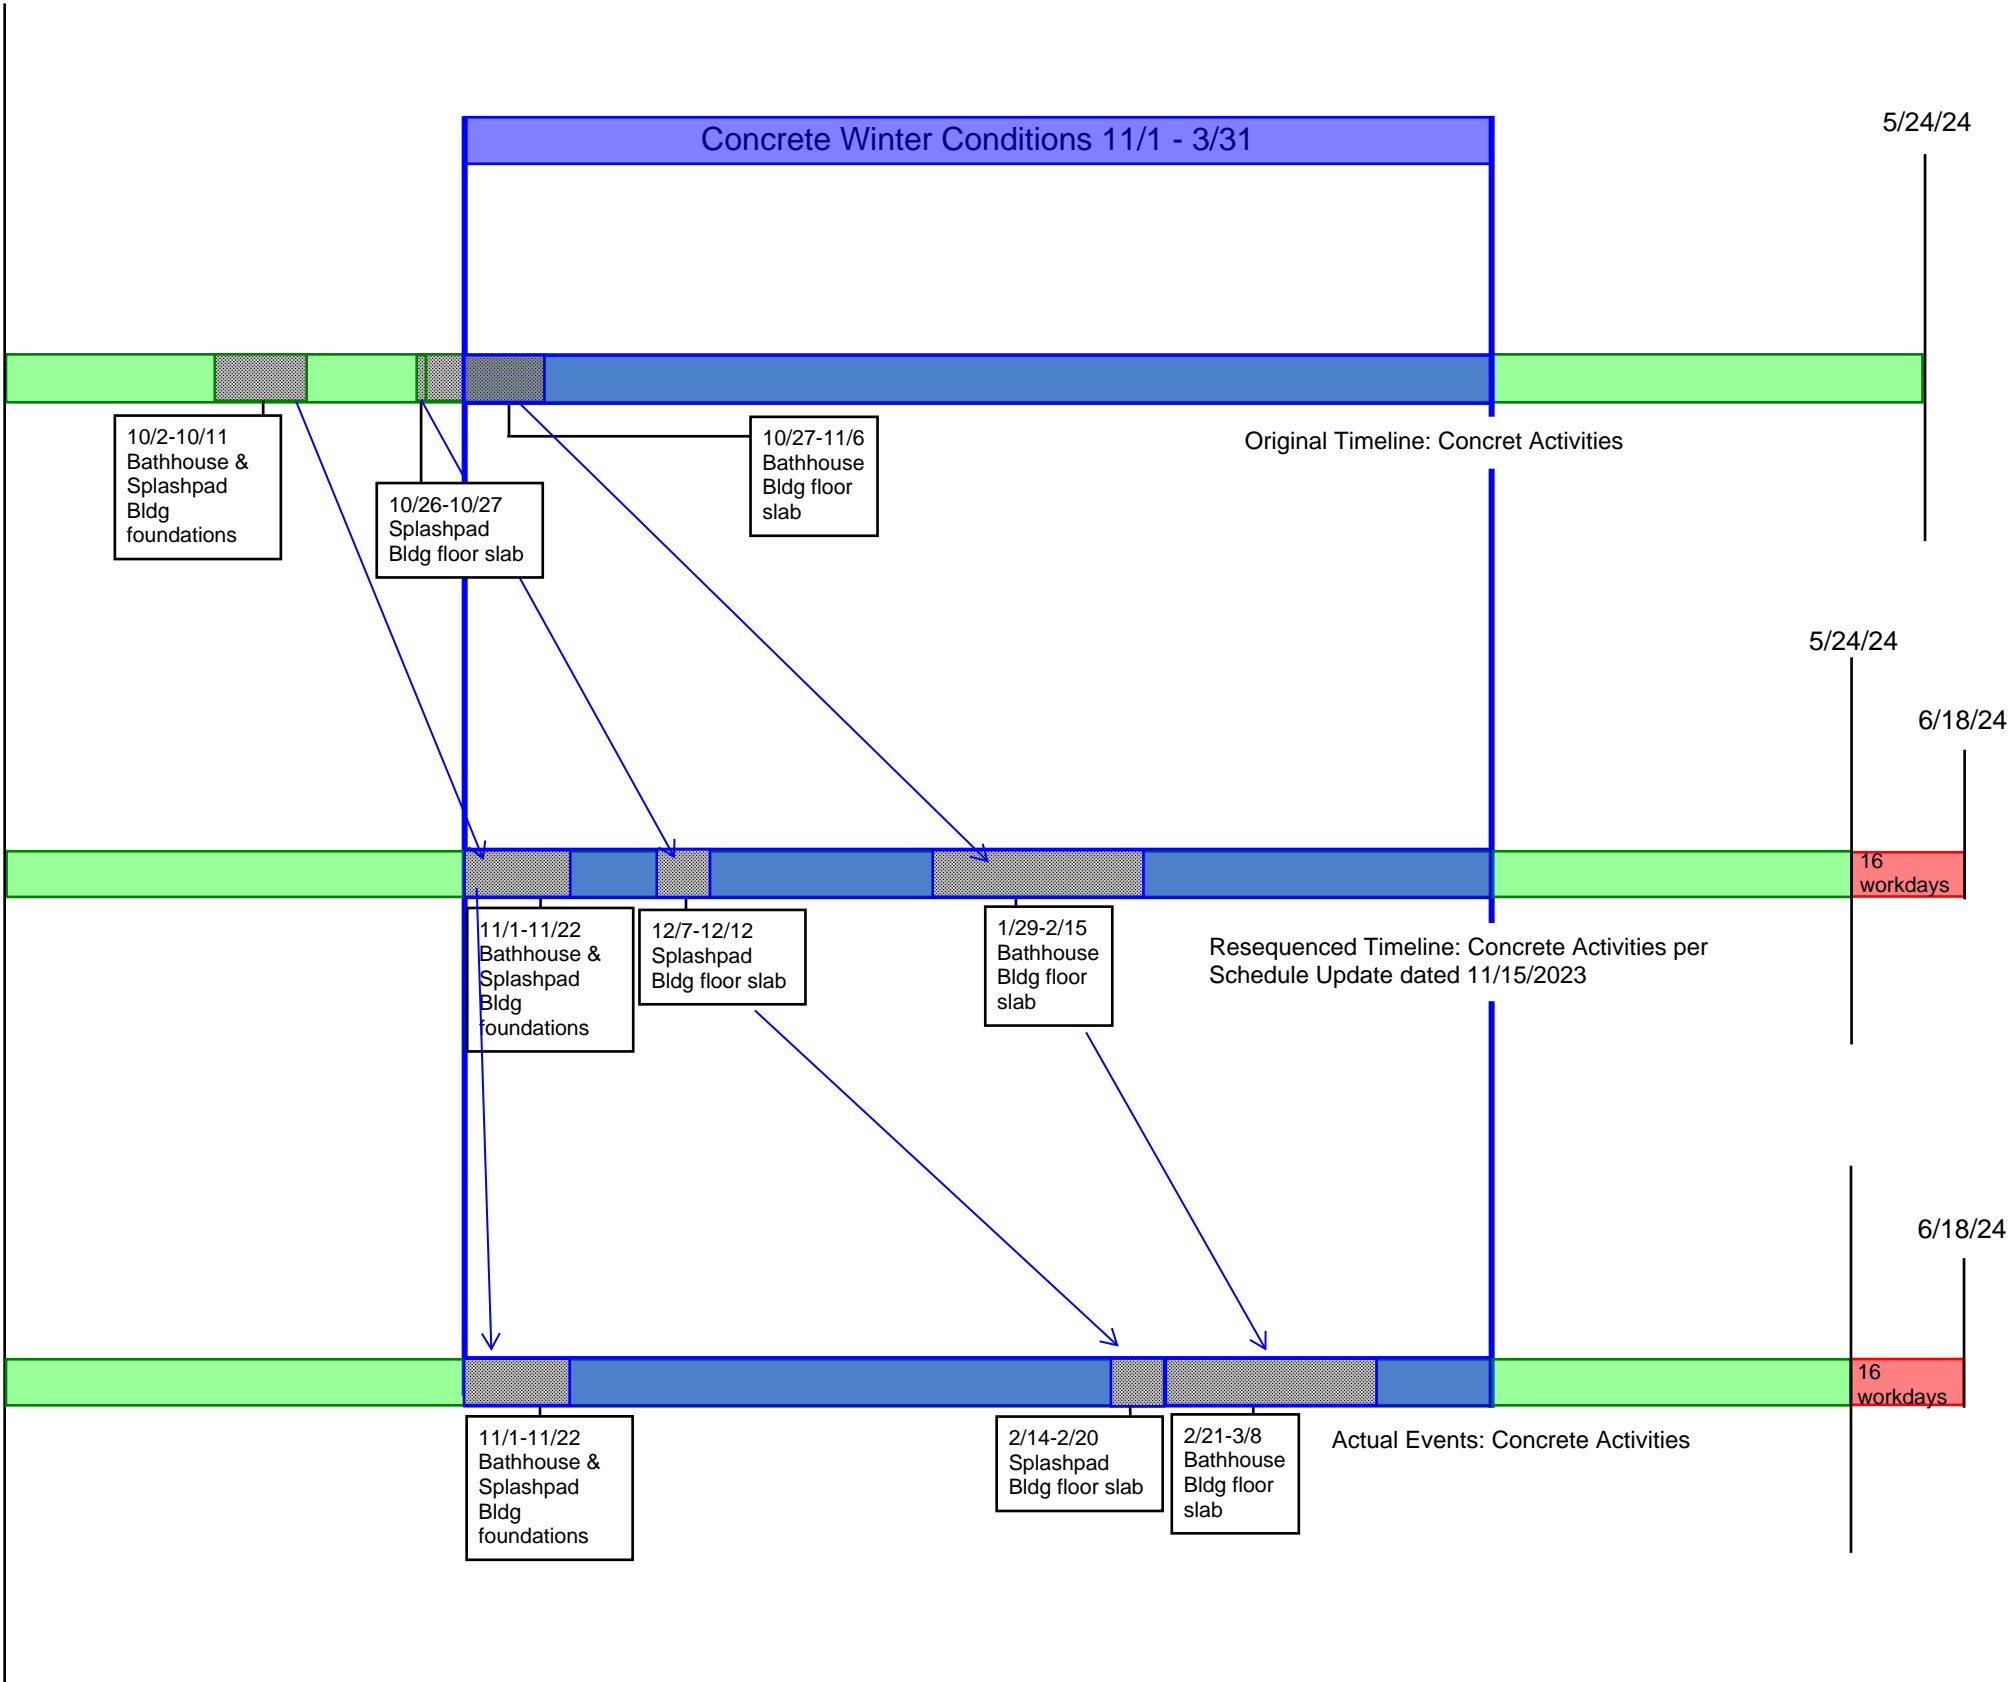 5/24/24
Concrete Winter Conditions 11/1 - 3/31
10/2-10/11
Bathhouse &
Splashpad
Bldg
foundations
10/26-10/27
Splashpad
Bldg floor slab
10/27-11/6
Bathhouse
Bldg floor
slab
Original Timeline: Concret Activities
5/24/24
6/18/24
16
workdays
11/1-11/22
Bathhouse &
Splashpad
Bldg
foundations
12/7-12/12
Splashpad
Bldg floor slab
1/29-2/15
Bathhouse
Bldg floor
slab
Resequenced Timeline: Concrete Activities per
Schedule Update dated 11/15/2023
6/18/24
16
workdays
11/1-11/22
Bathhouse &
Splashpad
Bldg
foundations
2/14-2/20
Splashpad
Bldg floor slab
2/21-3/8
Bathhouse
Bldg floor
slab
Actual Events: Concrete Activities